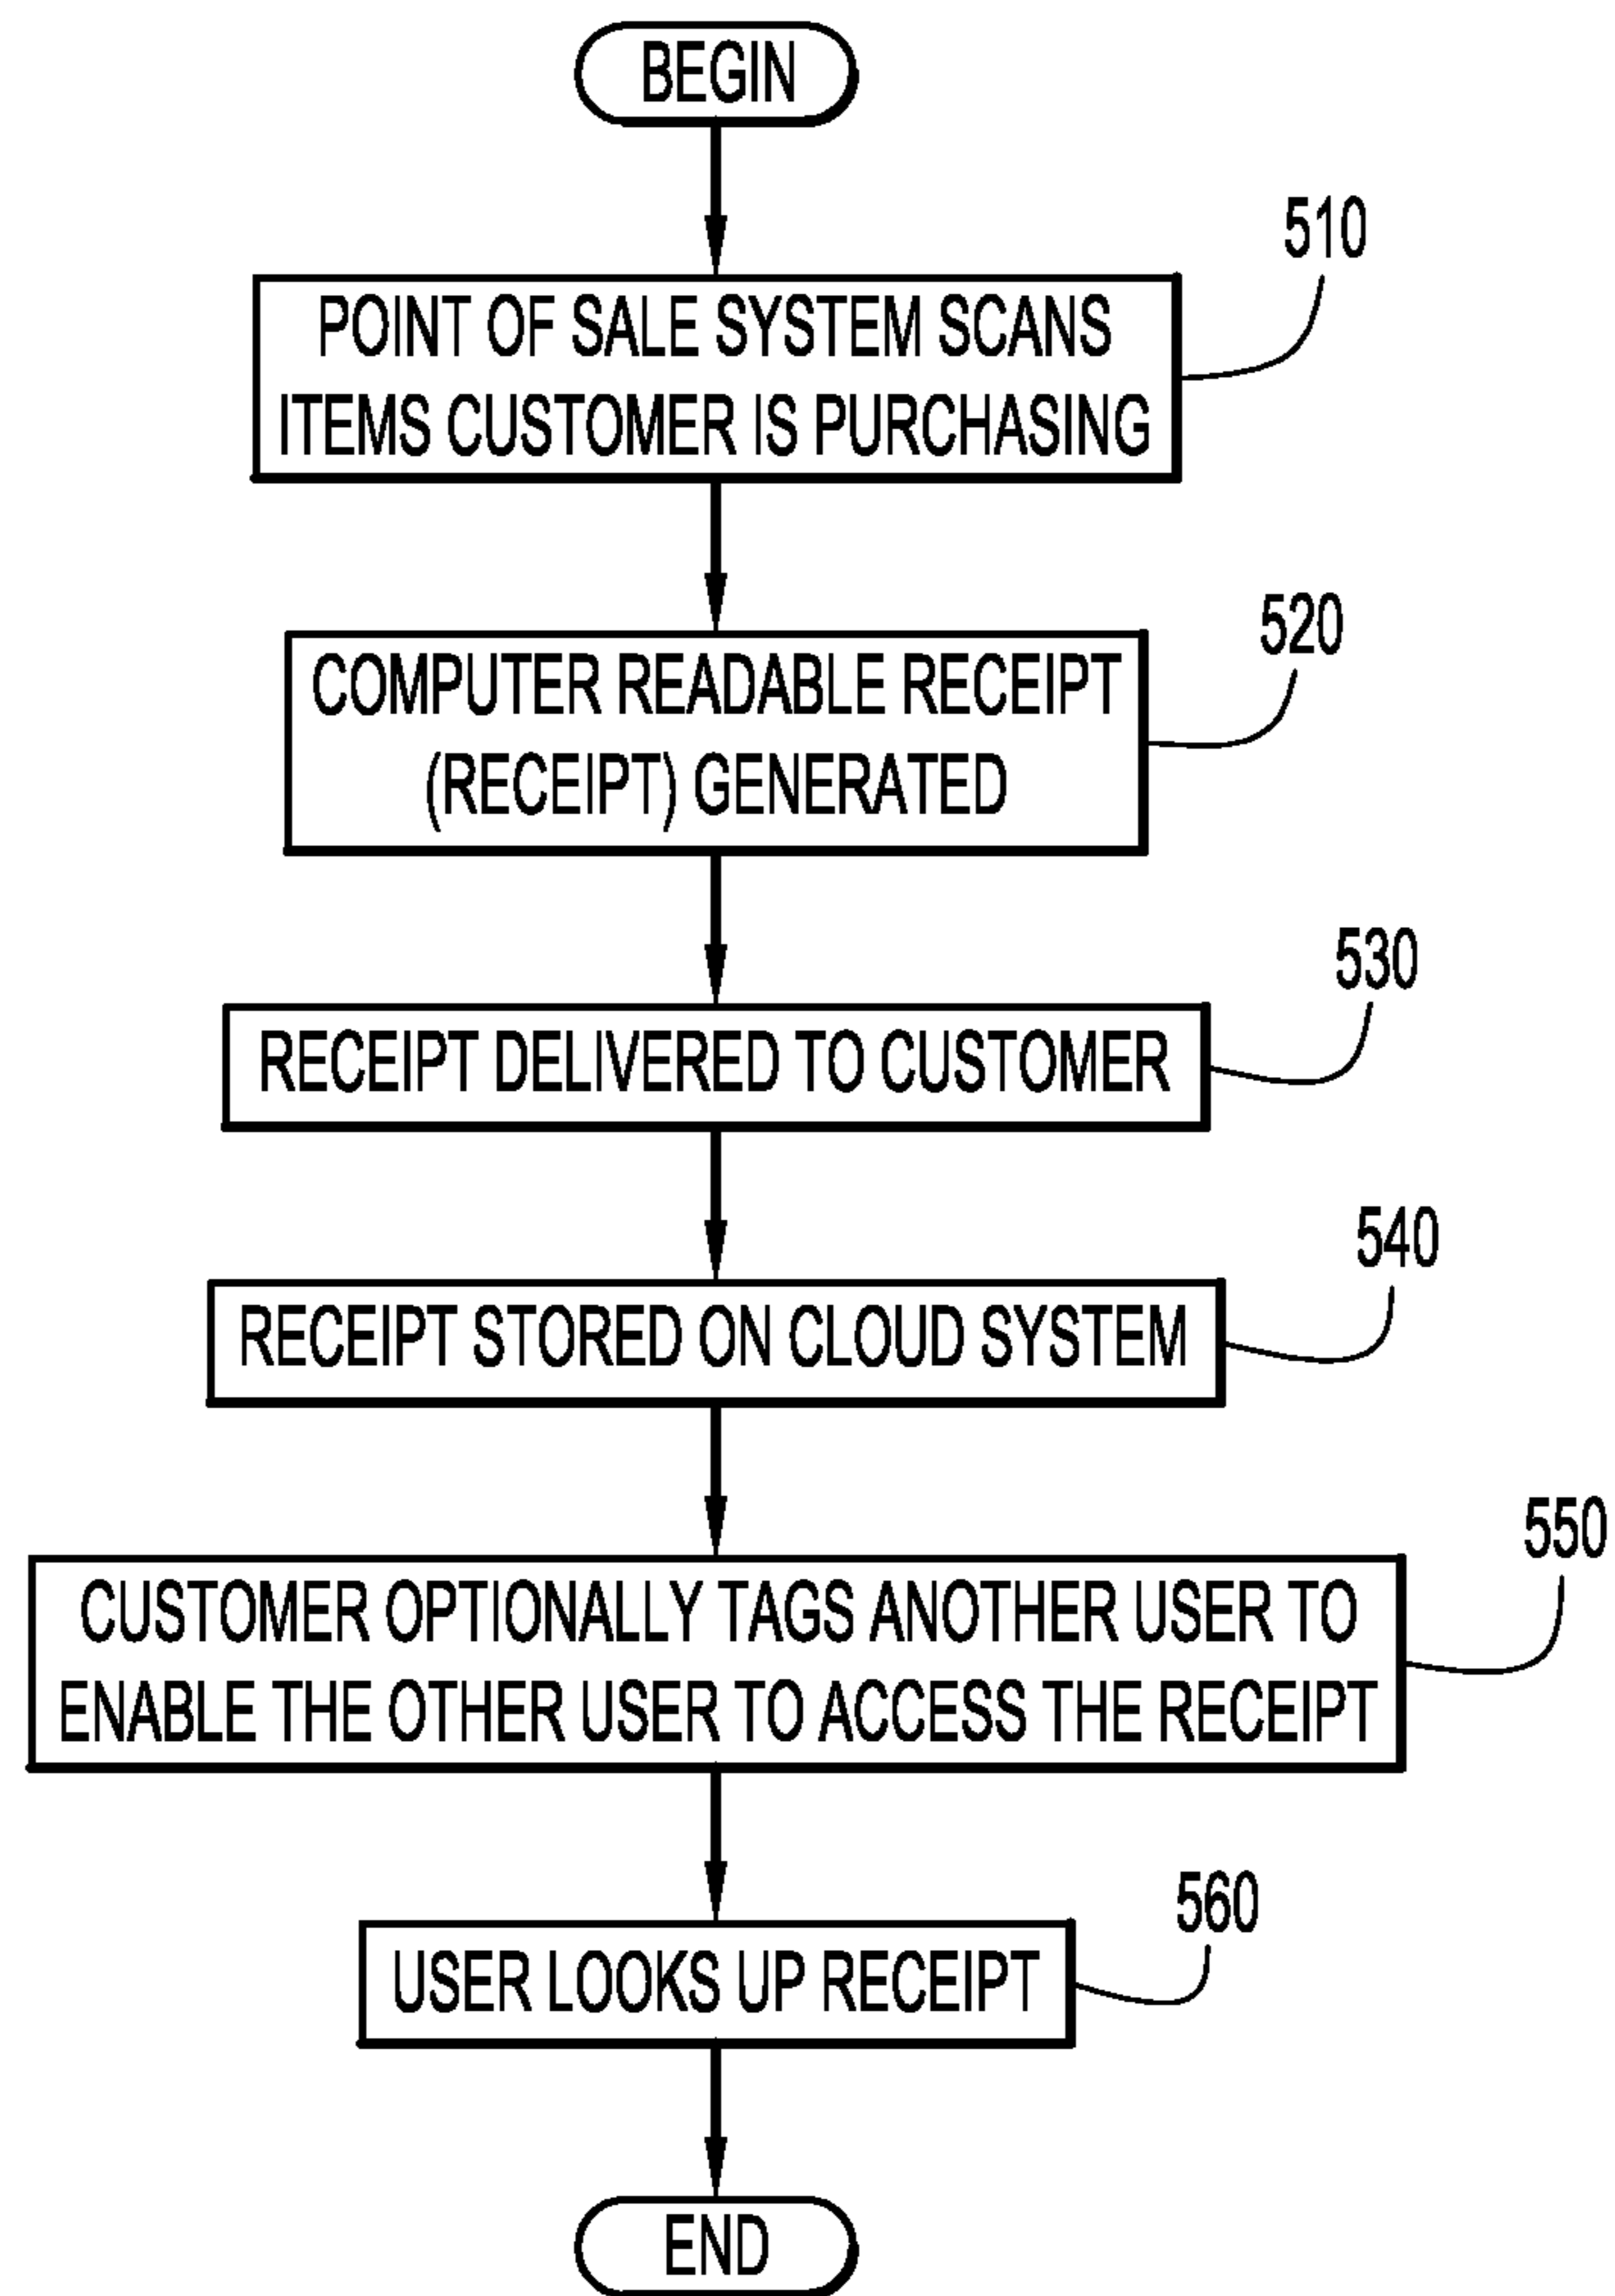 BEGIN
510
POINT OF SALE SYSTEM SCANS
ITEMS CUSTOMER IS PURCHASING
520
COMPUTER READABLE RECEIPT
(RECEIPT) GENERATED
530
RECEIPT DELIVERED TO CUSTOMER
540
RECEIPT STORED ON CLOUD SYSTEM
550
CUSTOMER OPTIONALLY TAGS ANOTHER USER TO
ENABLE THE OTHER USER TO ACCESS THE RECEIPT
560
USER LOOKS UP RECEIPT
END